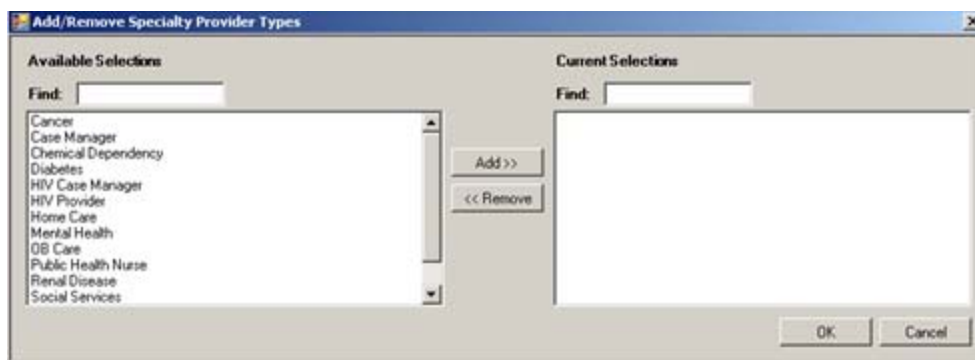 Add/Remove Specialty Provider Types
Available Selections
Find:
Cancer
Case Manager
Chemical Dependency
Diabetes
HIV Case Manager
HIV Provider
Home Care
Mental Health
OB Care
Public Health Nurse
Renal Disease
Social Services
Add >>
<< Remove
Current Selections
Find:
OK
Cancel